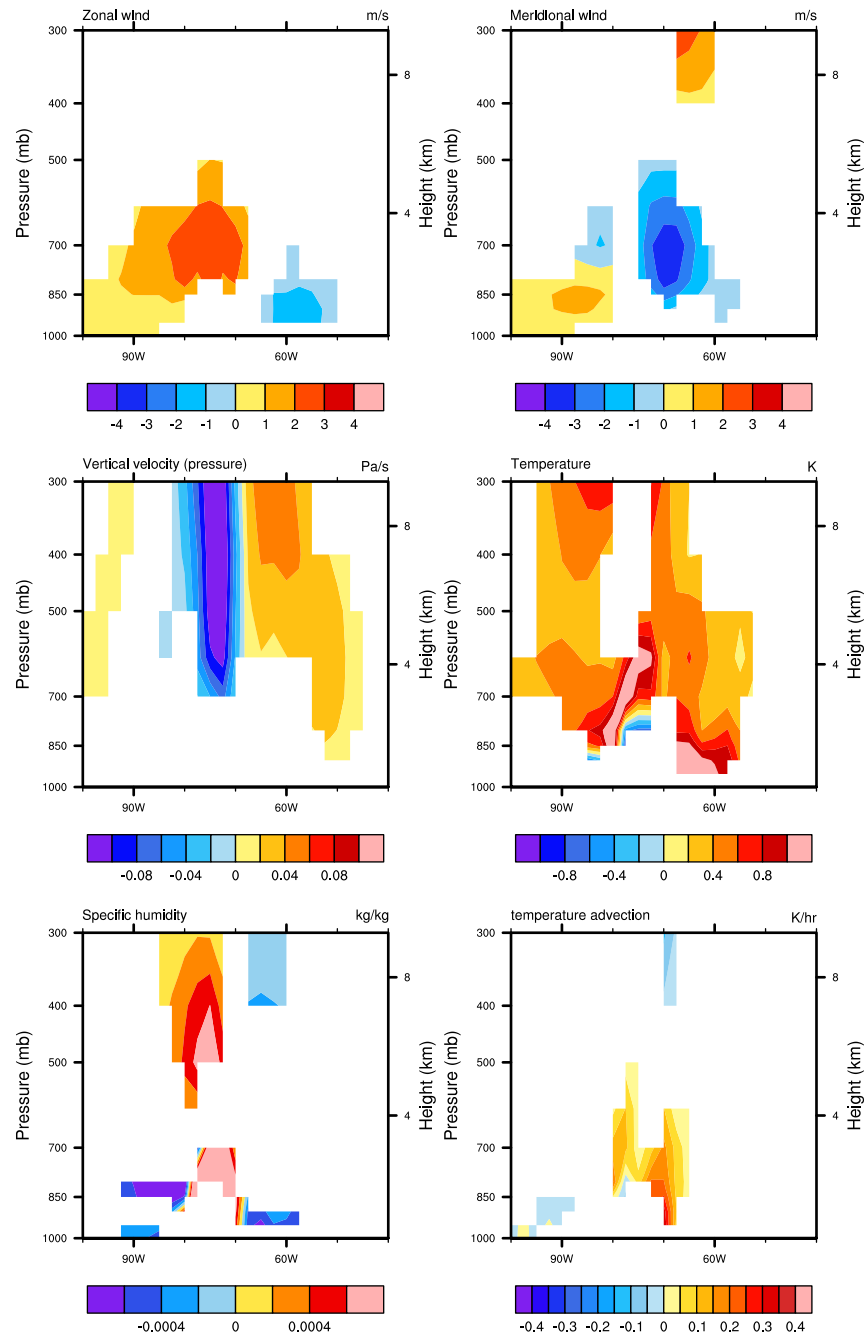 Zonal wind m/s
Pressure (mb)
Height (km)
300
400
500
700
850
1000
8
4
90W 60W
-4 -3 -2 -1 0 1 2 3 4
Meridional wind m/s
Pressure (mb)
Height (km)
300
400
500
700
850
1000
8
4
90W 60W
-4 -3 -2 -1 0 1 2 3 4
Vertical velocity (pressure) Pa/s
Pressure (mb)
Height (km)
300
400
500
700
850
1000
8
4
90W 60W
-0.08 -0.04 0 0.04 0.08
Temperature K
Pressure (mb)
Height (km)
300
400
500
700
850
1000
8
4
90W 60W
-0.8 -0.4 0 0.4 0.8
Specific humidity kg/kg
Pressure (mb)
Height (km)
300
400
500
700
850
1000
8
4
90W 60W
-0.0004 0 0.0004
temperature advection K/hr
Pressure (mb)
Height (km)
300
400
500
700
850
1000
8
4
90W 60W
-0.4 -0.3 -0.2 -0.1 0 0.1 0.2 0.3 0.4